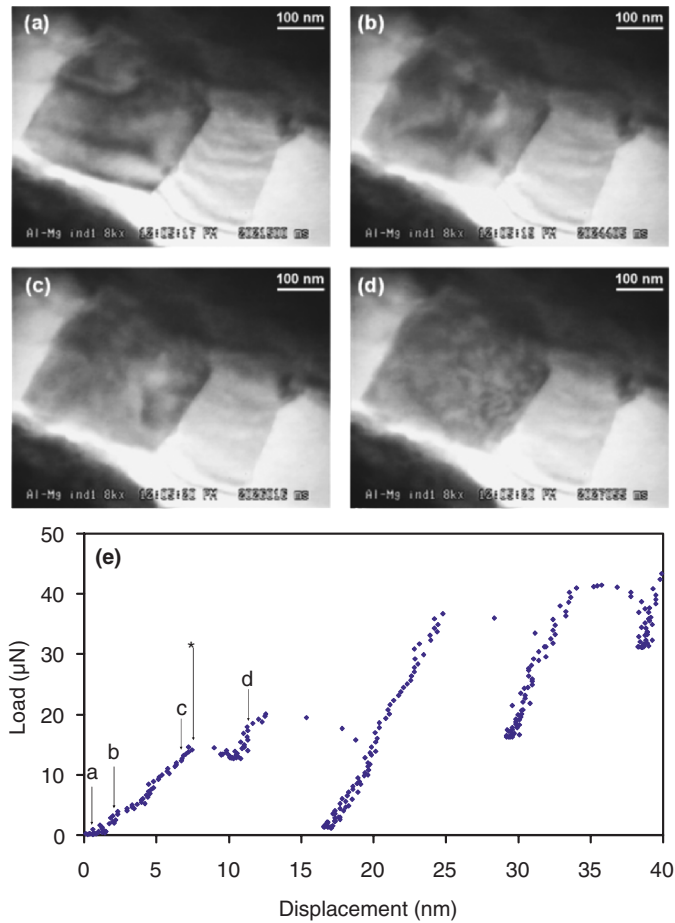 (a)
100 nm
Al-Mg ind1 8kx
(b)
100 nm
Al-Mg ind1 8kx
(c)
100 nm
Al-Mg ind1 8kx
(d)
100 nm
Al-Mg ind1 8kx
(e)
50
40
30
20
10
0
Load (μN)
a
b
c
*
d
0 5 10 15 20 25 30 35 40
Displacement (nm)